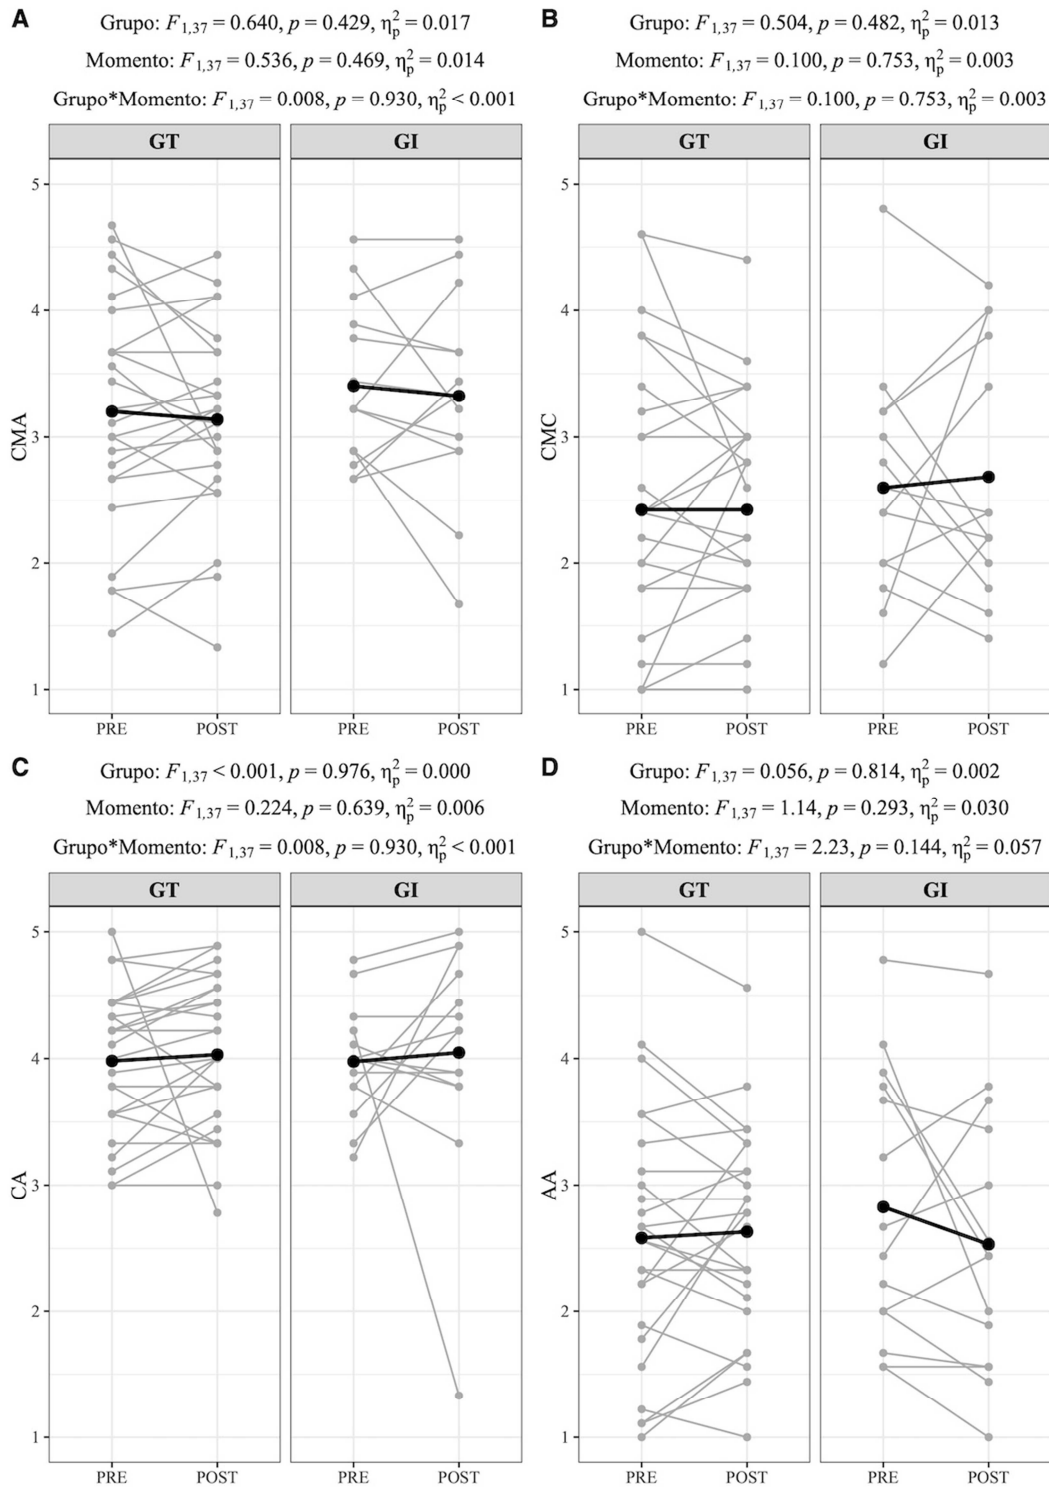 A
Grupo: F1,37 = 0.640, p = 0.429, η²p = 0.017
Momento: F1,37 = 0.536, p = 0.469, η²p = 0.014
Grupo*Momento: F1,37 = 0.008, p = 0.930, η²p < 0.001
GT GI
CMA
5
4
3
2
1
PRE POST PRE POST
B
Grupo: F1,37 = 0.504, p = 0.482, η²p = 0.013
Momento: F1,37 = 0.100, p = 0.753, η²p = 0.003
Grupo*Momento: F1,37 = 0.100, p = 0.753, η²p = 0.003
GT GI
CMC
5
4
3
2
1
PRE POST PRE POST
C
Grupo: F1,37 < 0.001, p = 0.976, η²p = 0.000
Momento: F1,37 = 0.224, p = 0.639, η²p = 0.006
Grupo*Momento: F1,37 = 0.008, p = 0.930, η²p < 0.001
GT GI
CA
5
4
3
2
1
PRE POST PRE POST
D
Grupo: F1,37 = 0.056, p = 0.814, η²p = 0.002
Momento: F1,37 = 1.14, p = 0.293, η²p = 0.030
Grupo*Momento: F1,37 = 2.23, p = 0.144, η²p = 0.057
GT GI
AA
5
4
3
2
1
PRE POST PRE POST